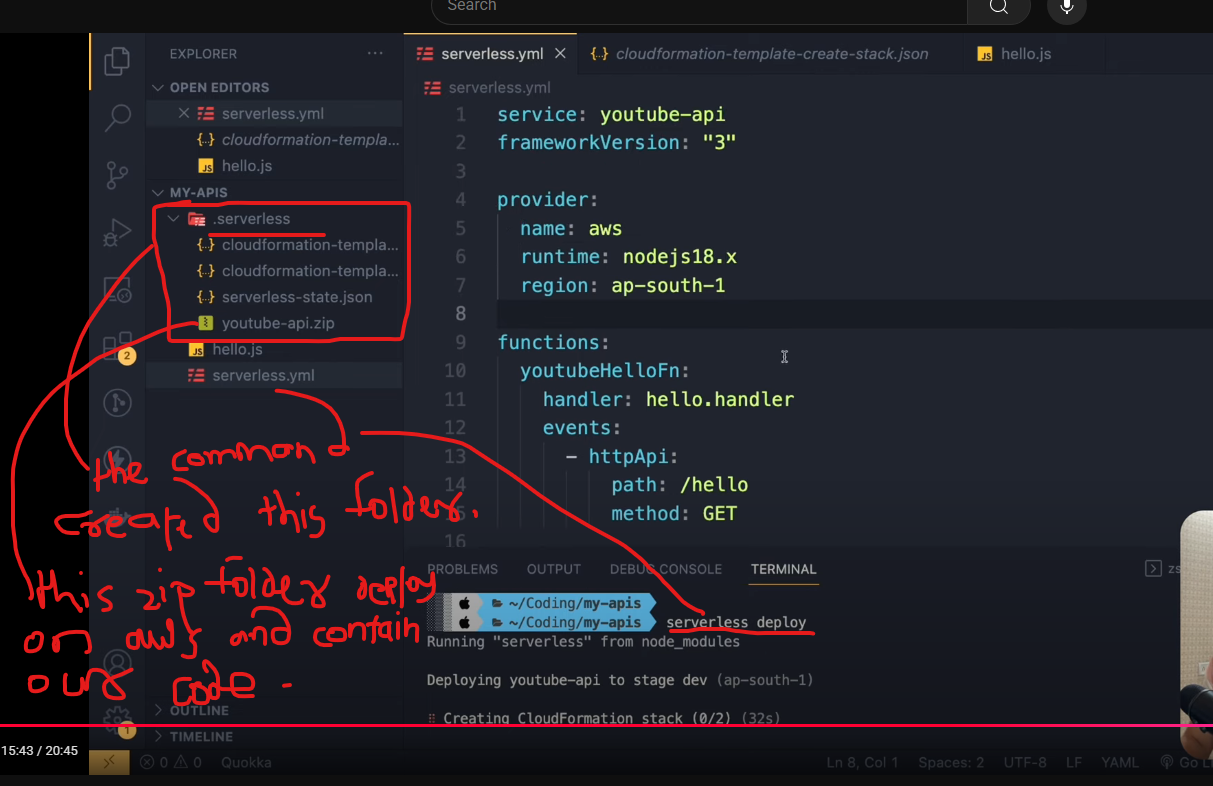 Search
EXPLORER ···
OPEN EDITORS
serverless.yml
cloudformation-templa...
hello.js
MY-APIS
.serverless
cloudformation-templa...
cloudformation-templa...
serverless-state.json
youtube-api.zip
hello.js
serverless.yml
2
the command
created this folder.
this zip folder deploy
on aws and contain
ours code.
OUTLINE
TIMELINE
1
serverless.yml
cloudformation-template-create-stack.json
hello.js
serverless.yml
1 service: youtube-api
2 frameworkVersion: "3"
3
4 provider:
5 name: aws
6 runtime: nodejs18.x
7 region: ap-south-1
8
9 functions:
10 youtubeHelloFn:
11 handler: hello.handler
12 events:
13 - httpApi:
14 path: /hello
15 method: GET
16
PROBLEMS OUTPUT DEBUG CONSOLE TERMINAL
~/Coding/my-apis
~/Coding/my-apis serverless deploy
Running "serverless" from node_modules
Deploying youtube-api to stage dev (ap-south-1)
Creating CloudFormation stack (0/2) (32s)
15:43 / 20:45
0 0 Quokka Ln 8, Col 1 Spaces: 2 UTF-8 LF YAML Go